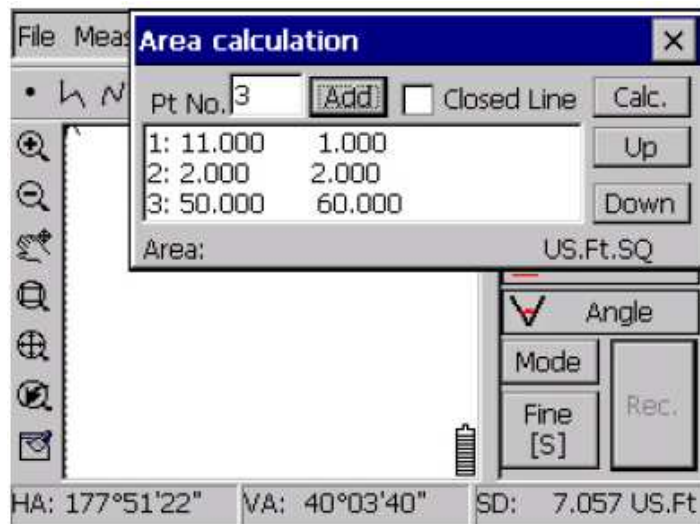 File Meas
Area calculation
Pt No. 3 Add Closed Line Calc.
1: 11.000 1.000
2: 2.000 2.000
3: 50.000 60.000
Up
Down
Area: US.Ft.SQ
Angle
Mode
Fine
[S]
Rec.
HA: 177°51'22" VA: 40°03'40" SD: 7.057 US.Ft